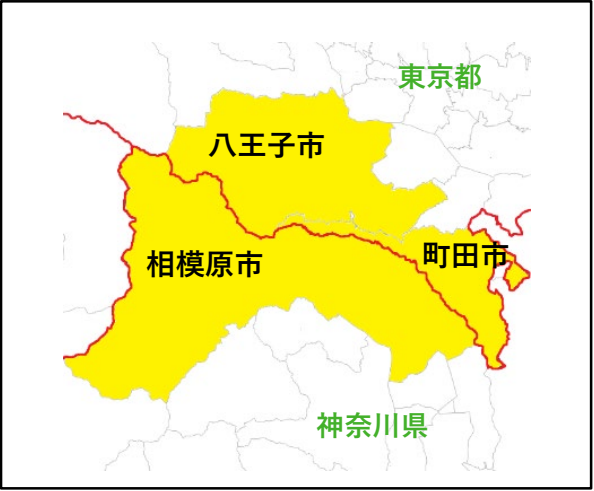 東京都
八王子市
町田市
相模原市
神奈川県